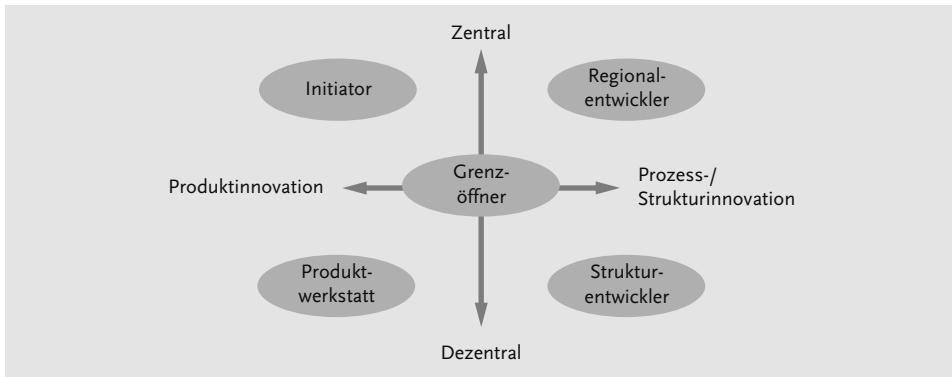 Zentral
Initiator
Regional-
entwickler
Produktinnovation
Grenz-
öffner
Prozess-/
Strukturinnovation
Produkt-
werkstatt
Struktur-
entwickler
Dezentral